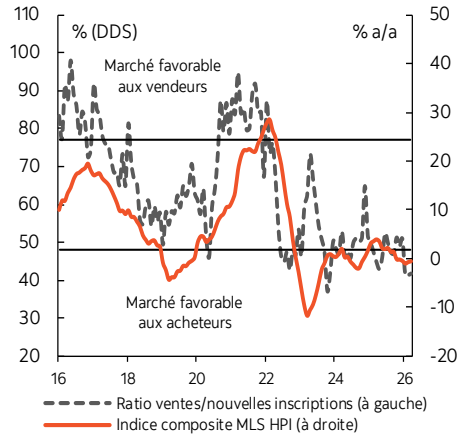 110 50
% (DDS) % a/a
100 40
Marché favorable
aux vendeurs
90 30
80
20
70
60 10
50
0
40
Marché favorable
aux acheteurs
-10
30
20 -20
16 18 20 22 24 26
Ratio ventes/nouvelles inscriptions (à gauche)
Indice composite MLS HPI (à droite)